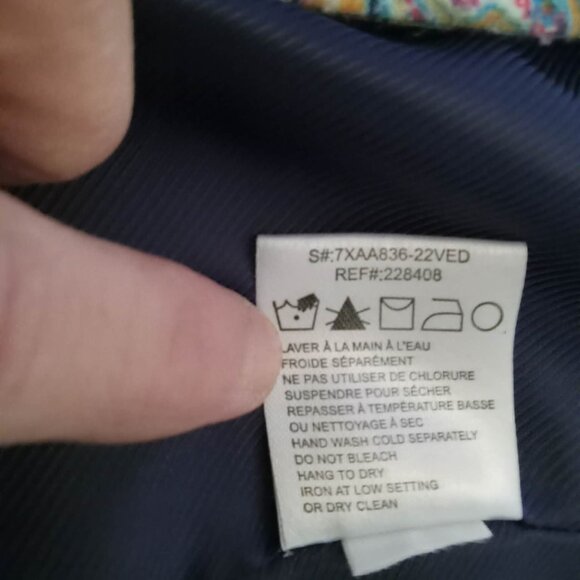 S#:7XAA836-22VED
REF#:228408
LAVER À LA MAIN À L'EAU
FROIDE SÉPARÉMENT
NE PAS UTILISER DE CHLORURE
SUSPENDRE POUR SÉCHER
REPASSER À TEMPÉRATURE BASSE
OU NETTOYAGE À SEC
HAND WASH COLD SEPARATELY
DO NOT BLEACH
HANG TO DRY
IRON AT LOW SETTING
OR DRY CLEAN